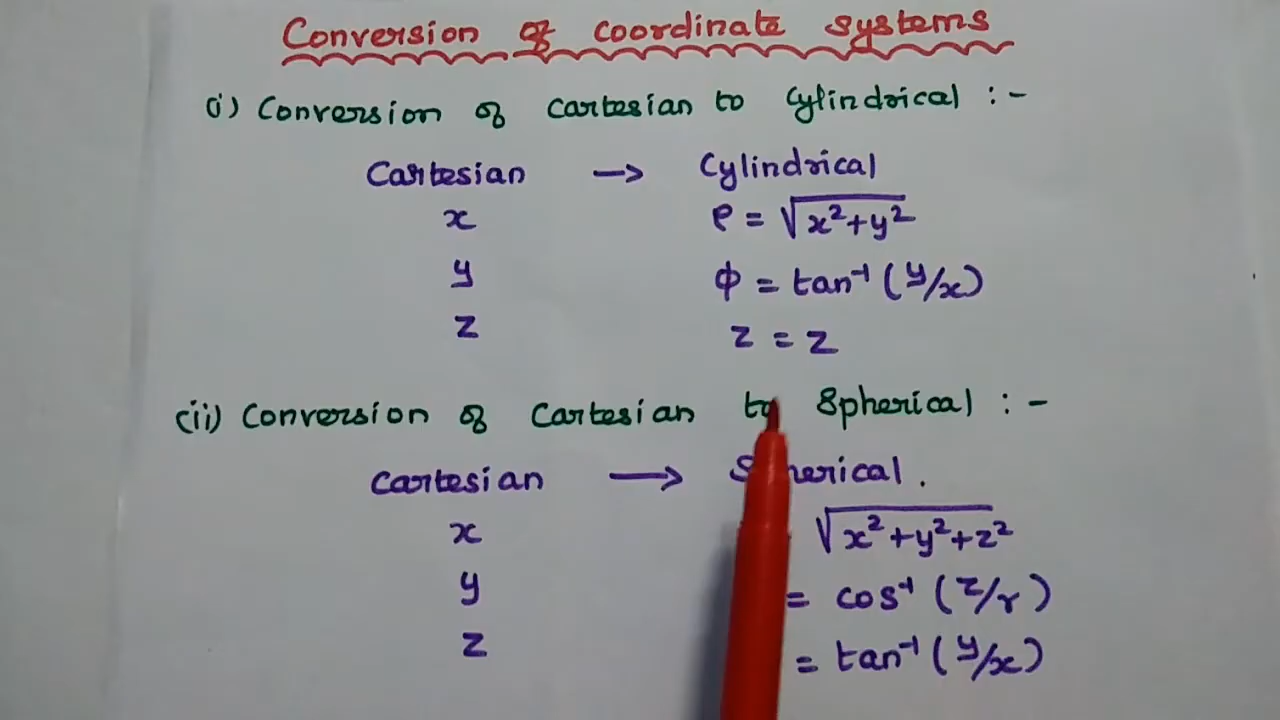 Conversion of coordinate systems
(i) Conversion of Cartesian to Cylindrical :-
Cartesian → Cylindrical
x ρ = √x²+y²
y φ = tan⁻¹ (y/x)
z z = z
(ii) Conversion of Cartesian to Spherical :-
Cartesian → Spherical.
x √x²+y²+z²
y = cos⁻¹ (z/r)
z = tan⁻¹ (y/x)